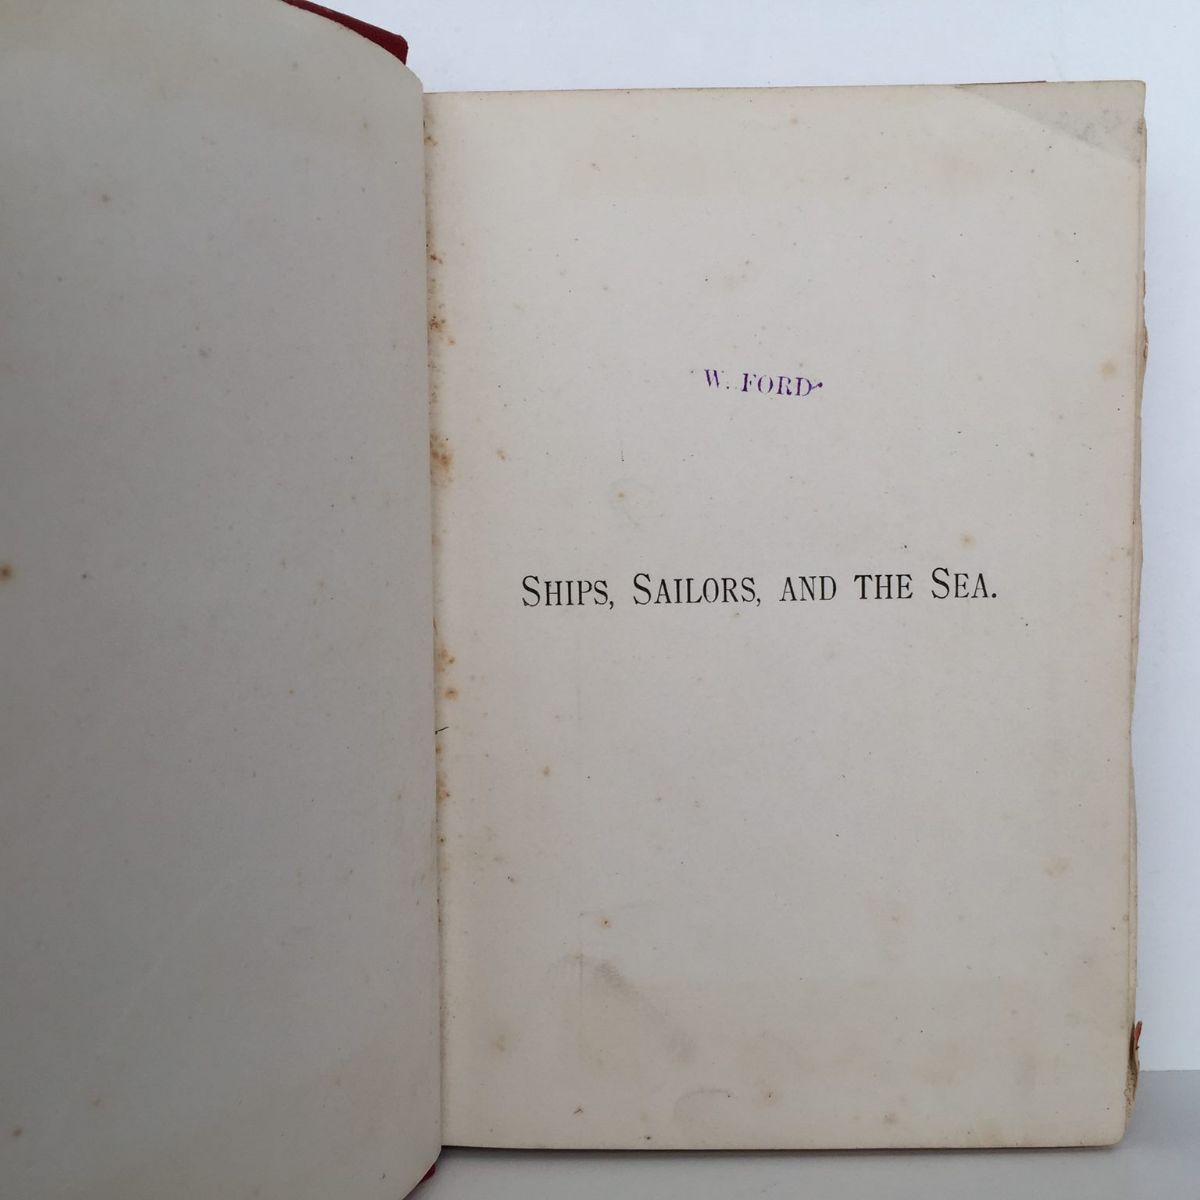 W. FORD
SHIPS, SAILORS, AND THE SEA.